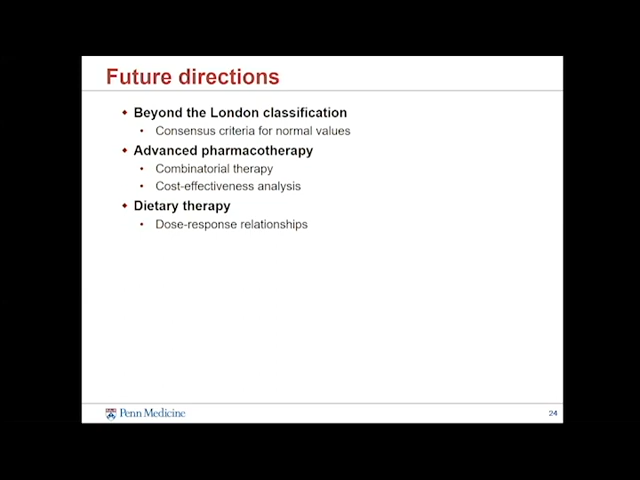 Future directions
Beyond the London classification
Consensus criteria for normal values
Advanced pharmacotherapy
Combinatorial therapy
Cost-effectiveness analysis
Dietary therapy
Dose-response relationships
Penn Medicine
24